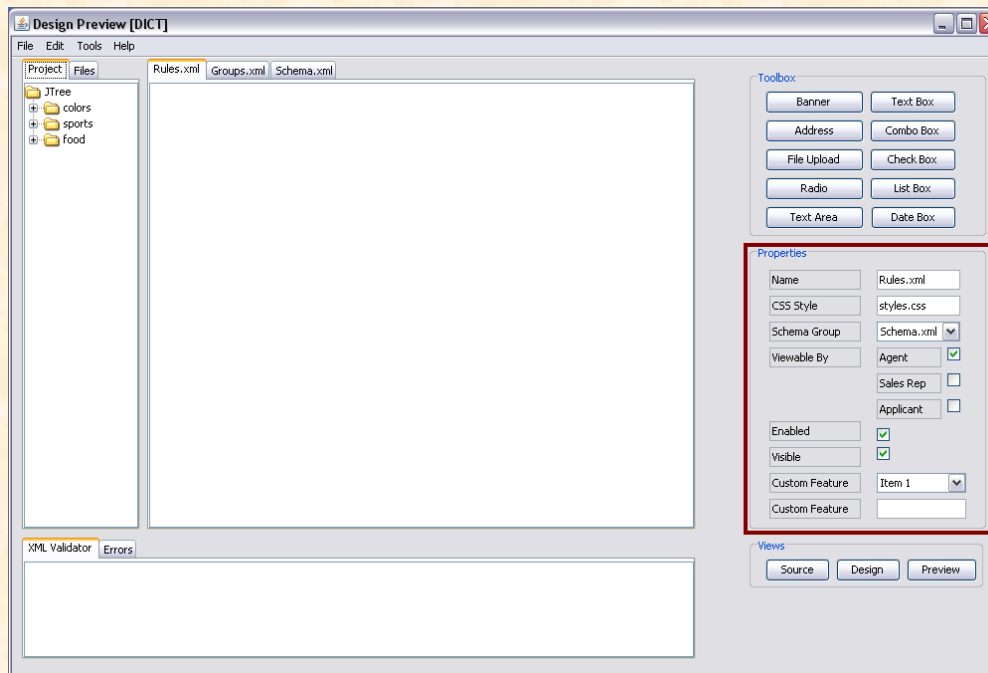 Design Preview [DICT]
File Edit Tools Help
Project Files
Rules.xml Groups.xml Schema.xml
JTree
colors
sports
food
Toolbox
Banner Text Box
Address Combo Box
File Upload Check Box
Radio List Box
Text Area Date Box
Properties
Name Rules.xml
CSS Style styles.css
Schema Group Schema.xml
Viewable By Agent
Sales Rep
Applicant
Enabled
Visible
Custom Feature Item 1
Custom Feature
XML Validator Errors
Views
Source Design Preview